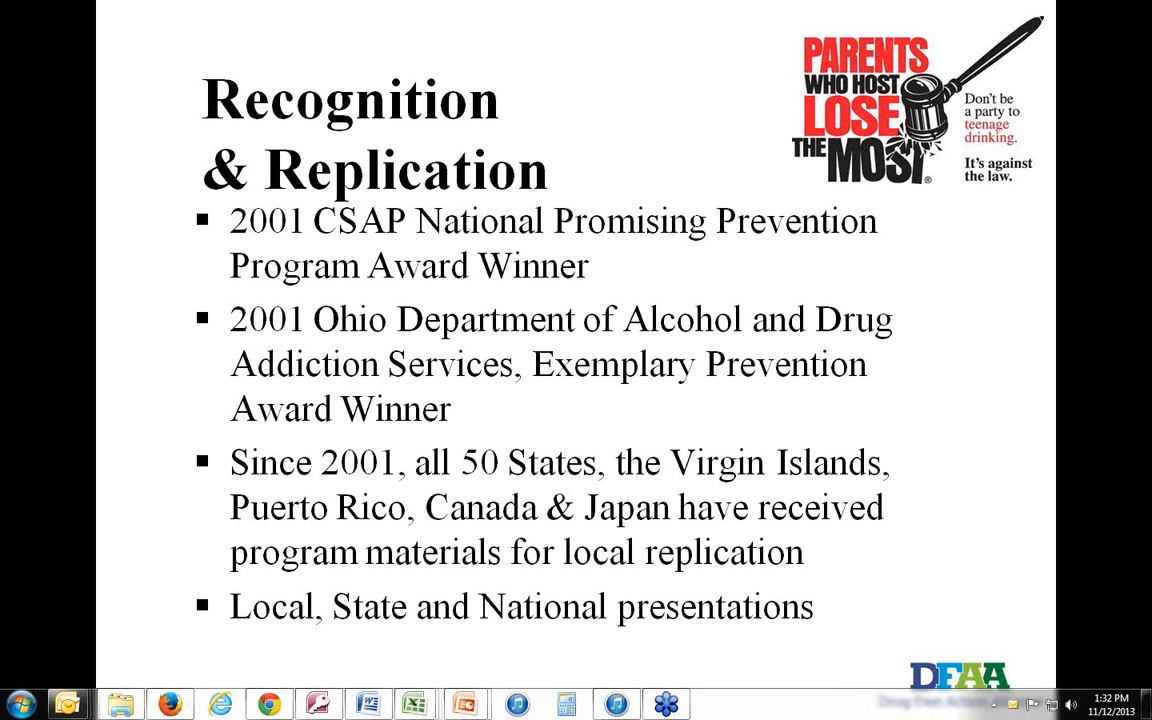 Recognition
& Replication
PARENTS
WHO HOST
LOSE
THE MOST
Don't be
a party to
teenage
drinking.
It's against
the law.
▪ 2001 CSAP National Promising Prevention
Program Award Winner
▪ 2001 Ohio Department of Alcohol and Drug
Addiction Services, Exemplary Prevention
Award Winner
▪ Since 2001, all 50 States, the Virgin Islands,
Puerto Rico, Canada & Japan have received
program materials for local replication
▪ Local, State and National presentations
DFAA
1:32 PM
11/12/2013